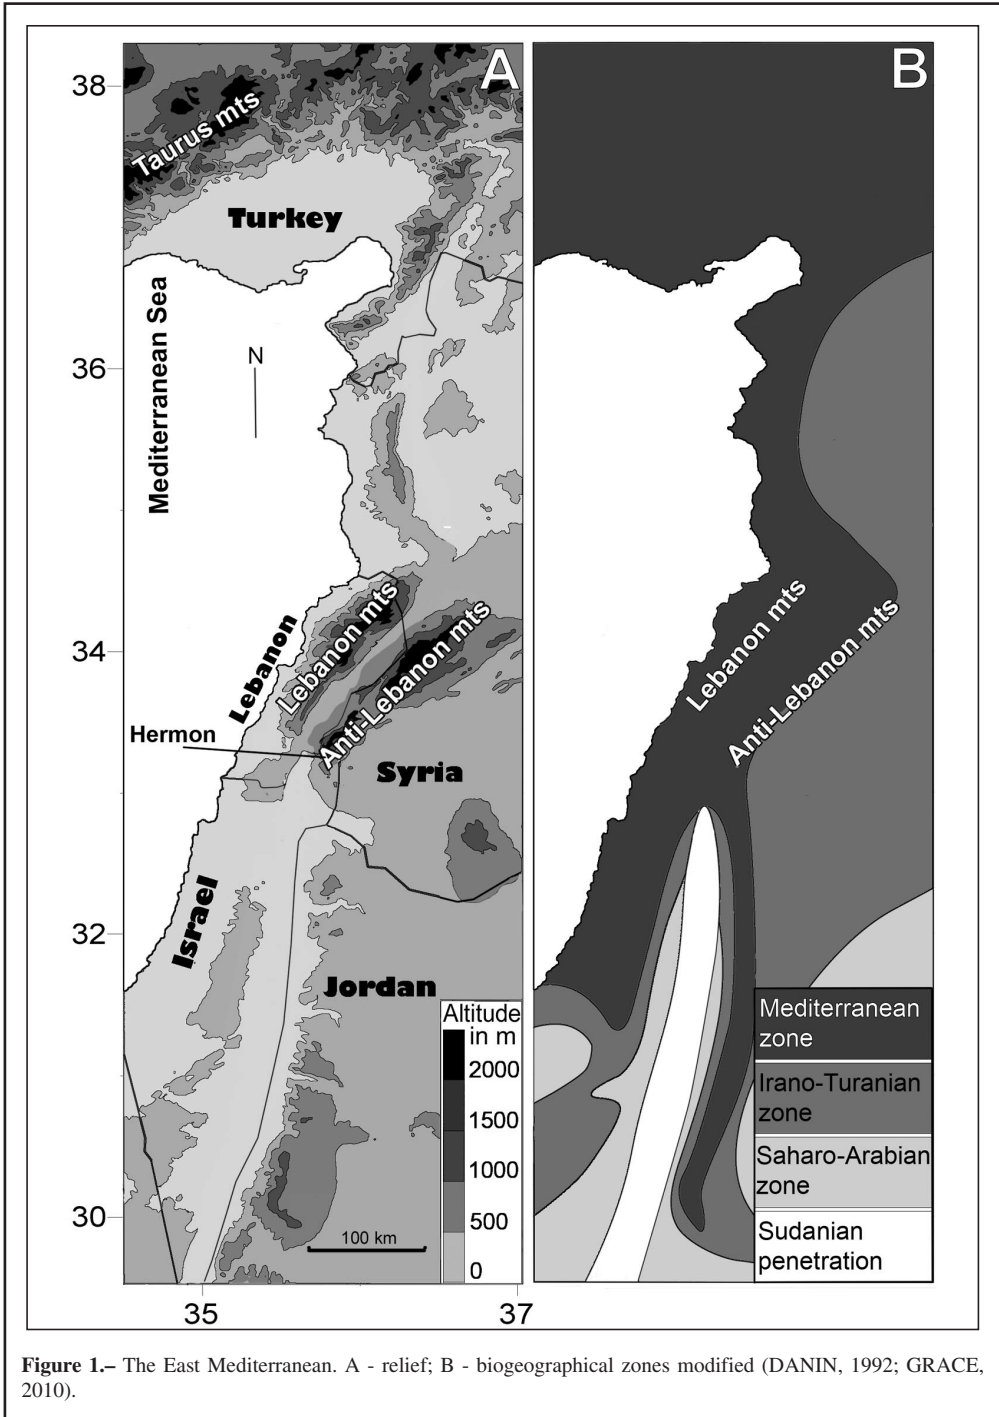 A
38
Taurus mts
Turkey
Mediterranean Sea
36
N
34
Lebanon
Lebanon mts
Anti-Lebanon mts
Hermon
Syria
32
Israel
Jordan
Altitude
in m
2000
1500
1000
500
0
30
100 km
35
37
B
Lebanon mts
Anti-Lebanon mts
Mediterranean
zone
Irano-Turanian
zone
Saharo-Arabian
zone
Sudanian
penetration
Figure 1.– The East Mediterranean. A - relief; B - biogeographical zones modified (DANIN, 1992; GRACE,
2010).